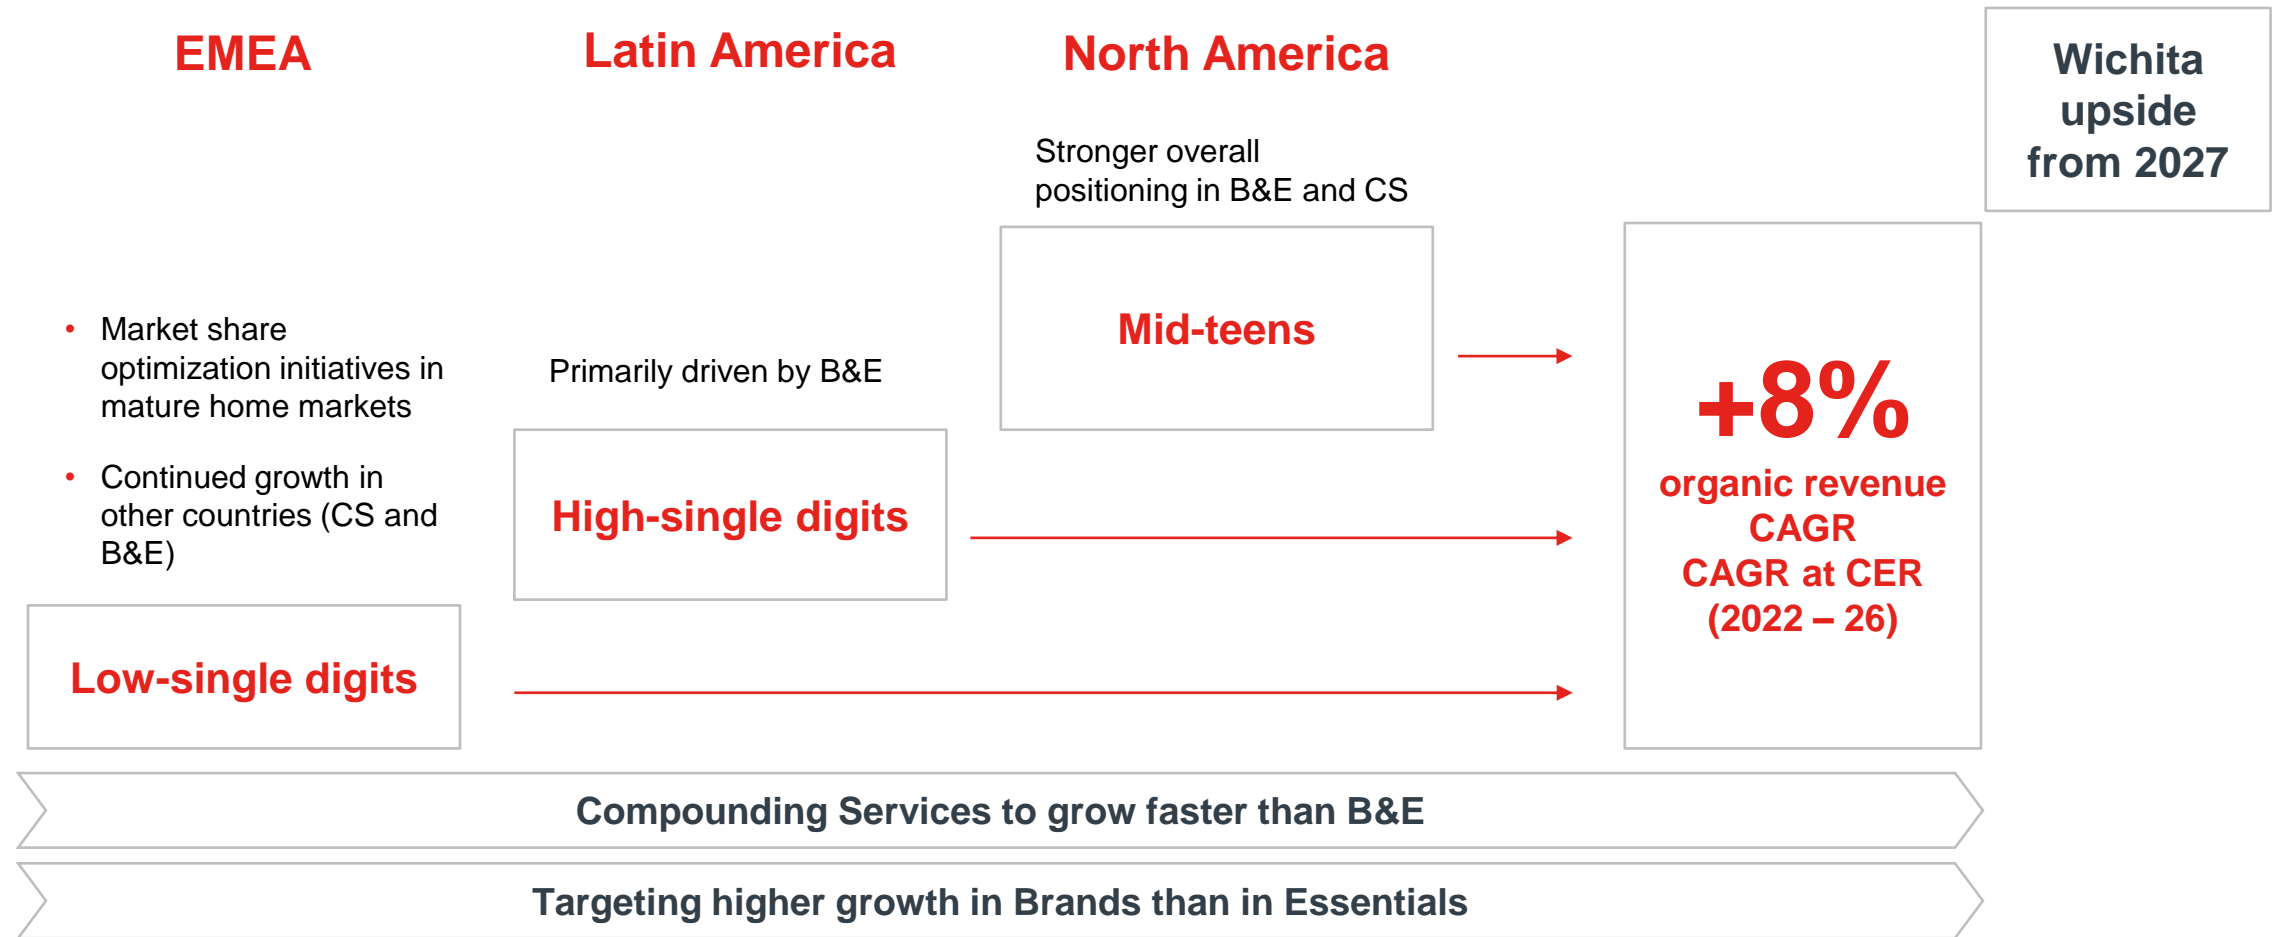 EMEA
Latin America
North America
Wichita
upside
from 2027
Stronger overall
positioning in B&E and CS
Mid-teens
• Market share
optimization initiatives in
mature home markets
• Continued growth in
other countries (CS and
B&E)
Primarily driven by B&E
High-single digits
Low-single digits
+8%
organic revenue
CAGR
CAGR at CER
(2022 – 26)
Compounding Services to grow faster than B&E
Targeting higher growth in Brands than in Essentials